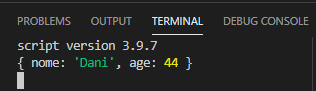 PROBLEMS OUTPUT TERMINAL DEBUG CONSOLE
script version 3.9.7
{ nome: 'Dani', age: 44 }